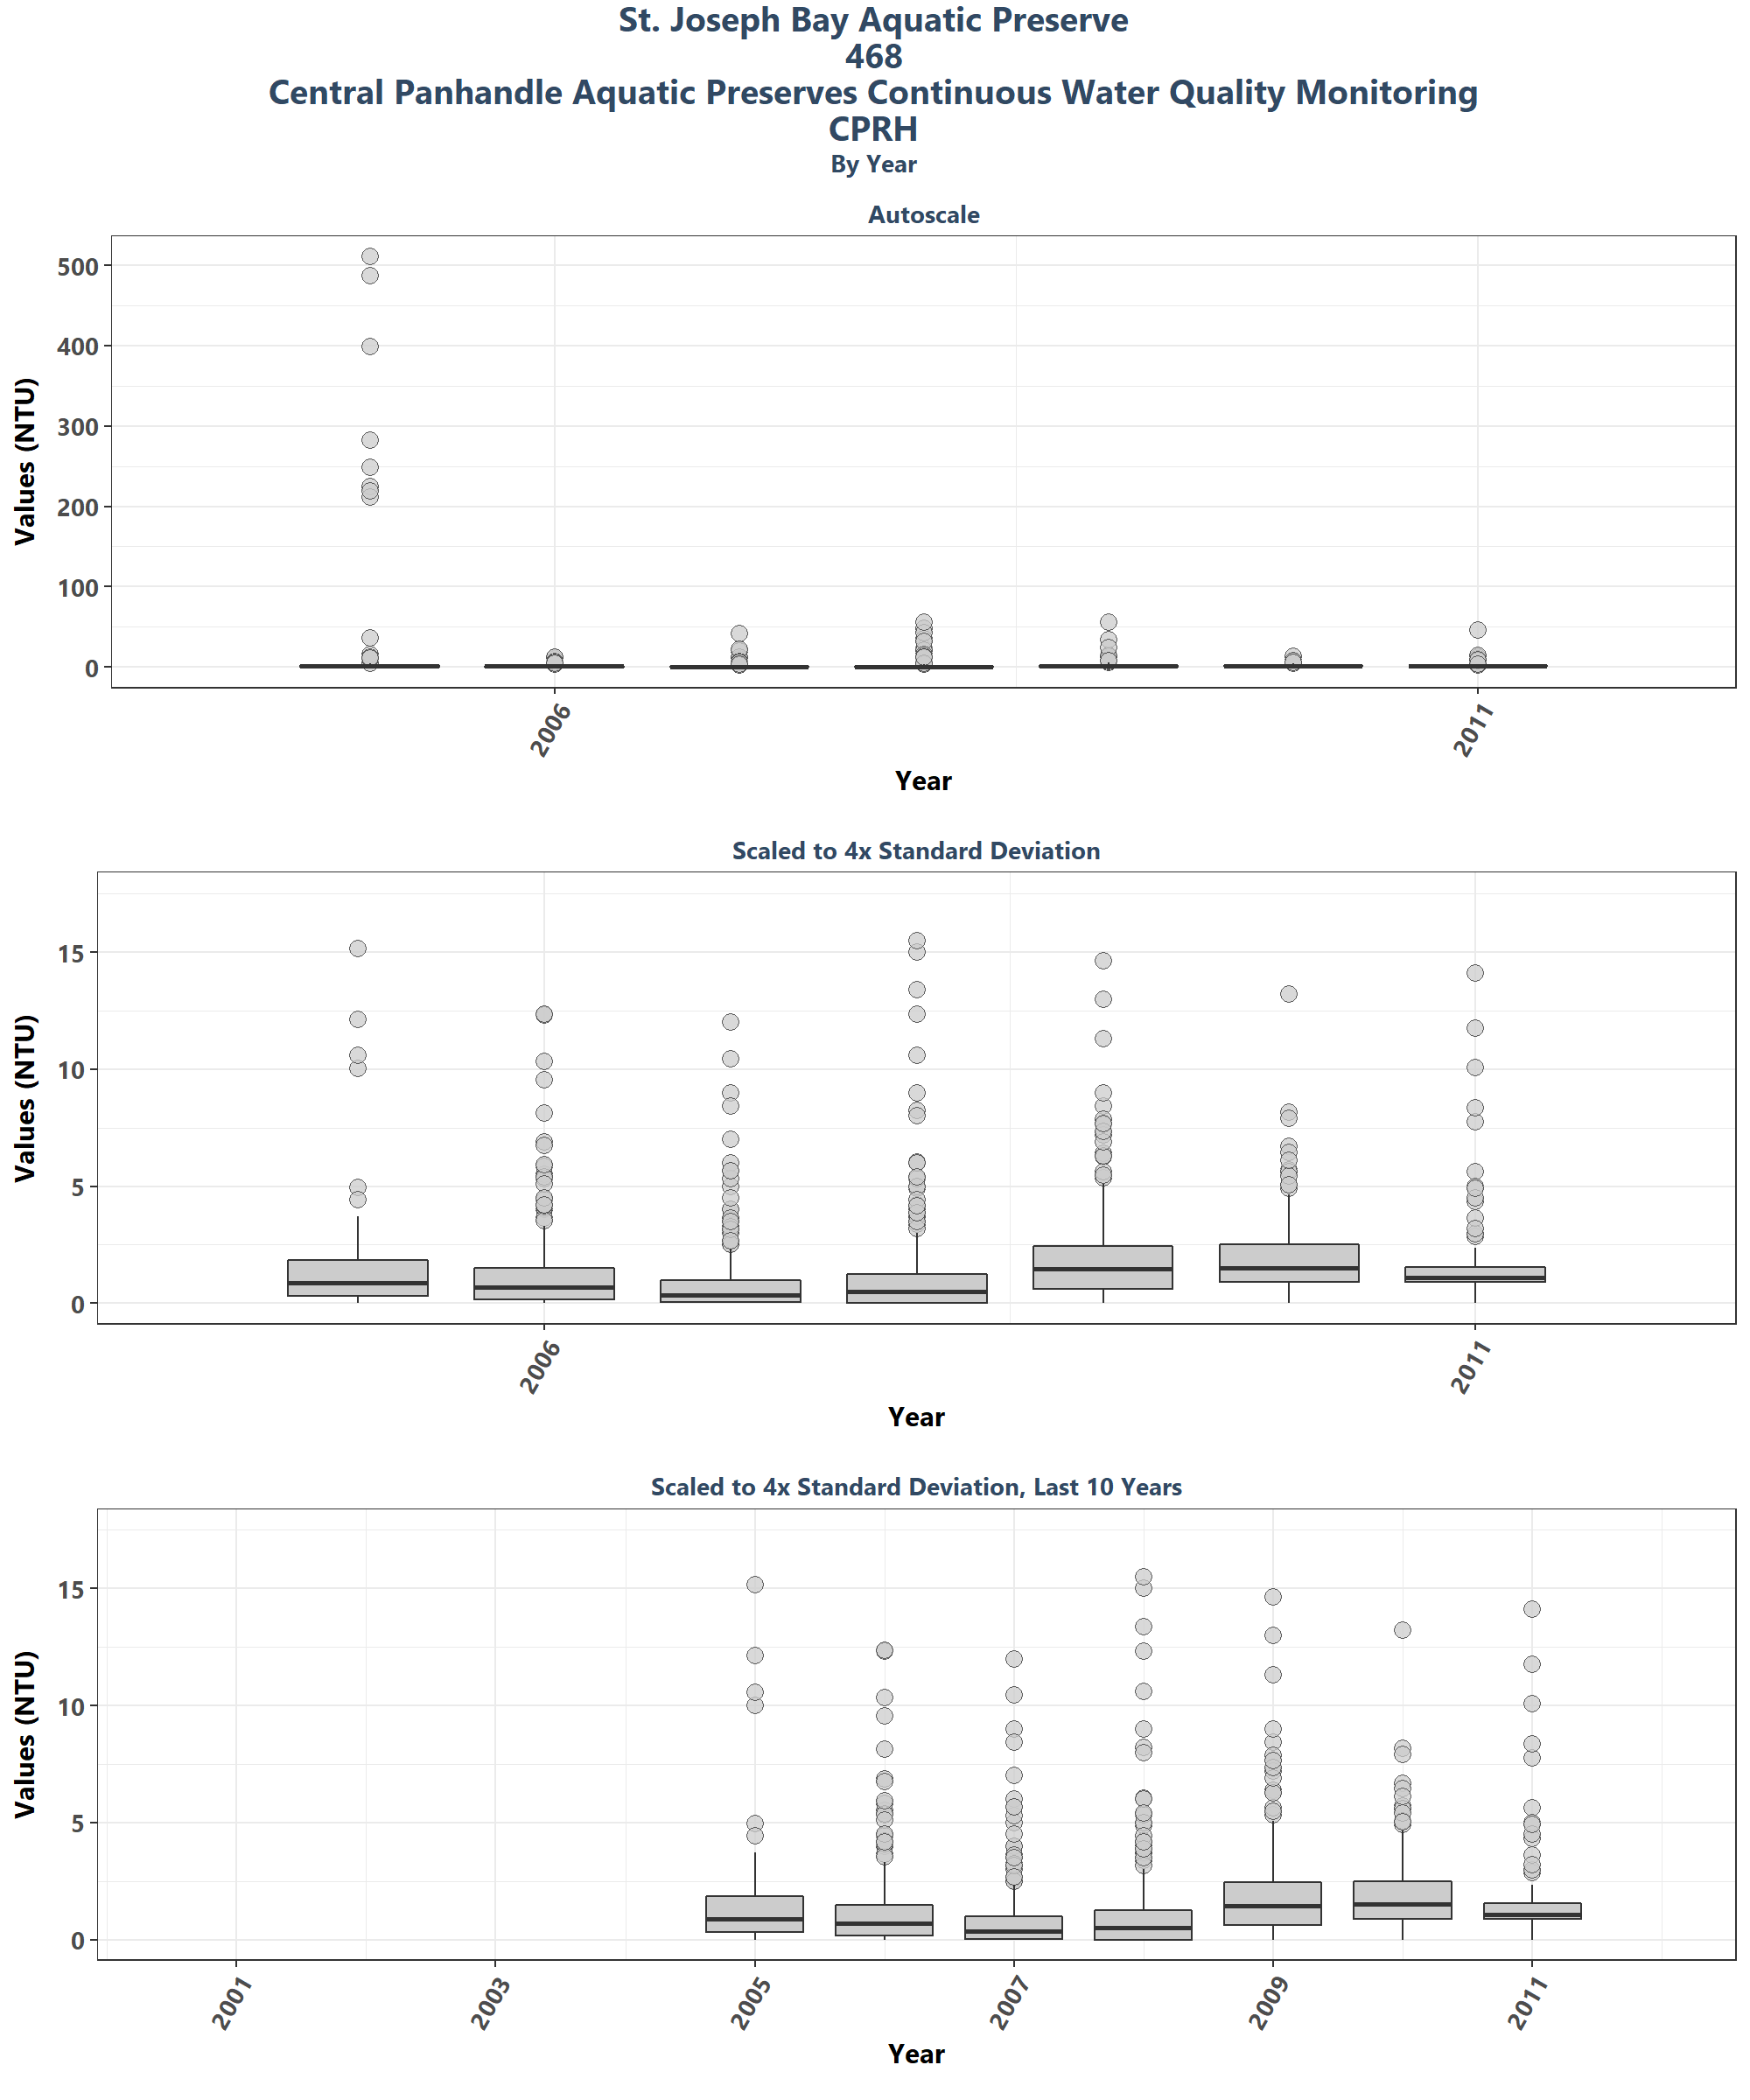 St. Joseph Bay Aquatic Preserve
468
Central Panhandle Aquatic Preserves Continuous Water Quality Monitoring
CPRH
By Year
Autoscale
Values (NTU)
500
400
300
200
100
0
2006
2011
Year
Scaled to 4x Standard Deviation
Values (NTU)
15
10
5
0
2006
2011
Year
Scaled to 4x Standard Deviation, Last 10 Years
Values (NTU)
15
10
5
0
2001
2003
2005
2007
2009
2011
Year